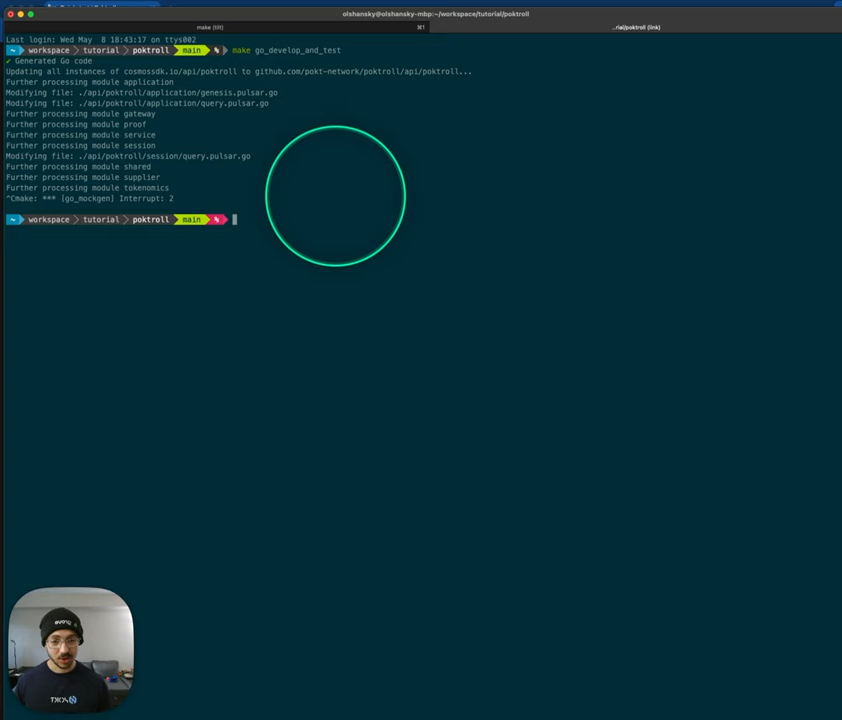 olshansky@olshansky-mbp:~/workspace/tutorial/poktroll
make (tilt) ⌘1 ..rial/poktroll (link)
Last login: Wed May  8 18:43:17 on ttys002
~ workspace tutorial poktroll main % make go_develop_and_test
✔ Generated Go code
Updating all instances of cosmossdk.io/api/poktroll to github.com/pokt-network/poktroll/api/poktroll...
Further processing module application
Modifying file: ./api/poktroll/application/genesis.pulsar.go
Modifying file: ./api/poktroll/application/query.pulsar.go
Further processing module gateway
Further processing module proof
Further processing module service
Further processing module session
Modifying file: ./api/poktroll/session/query.pulsar.go
Further processing module shared
Further processing module supplier
Further processing module tokenomics
^Cmake: *** [go_mockgen] Interrupt: 2
~ workspace tutorial poktroll main %